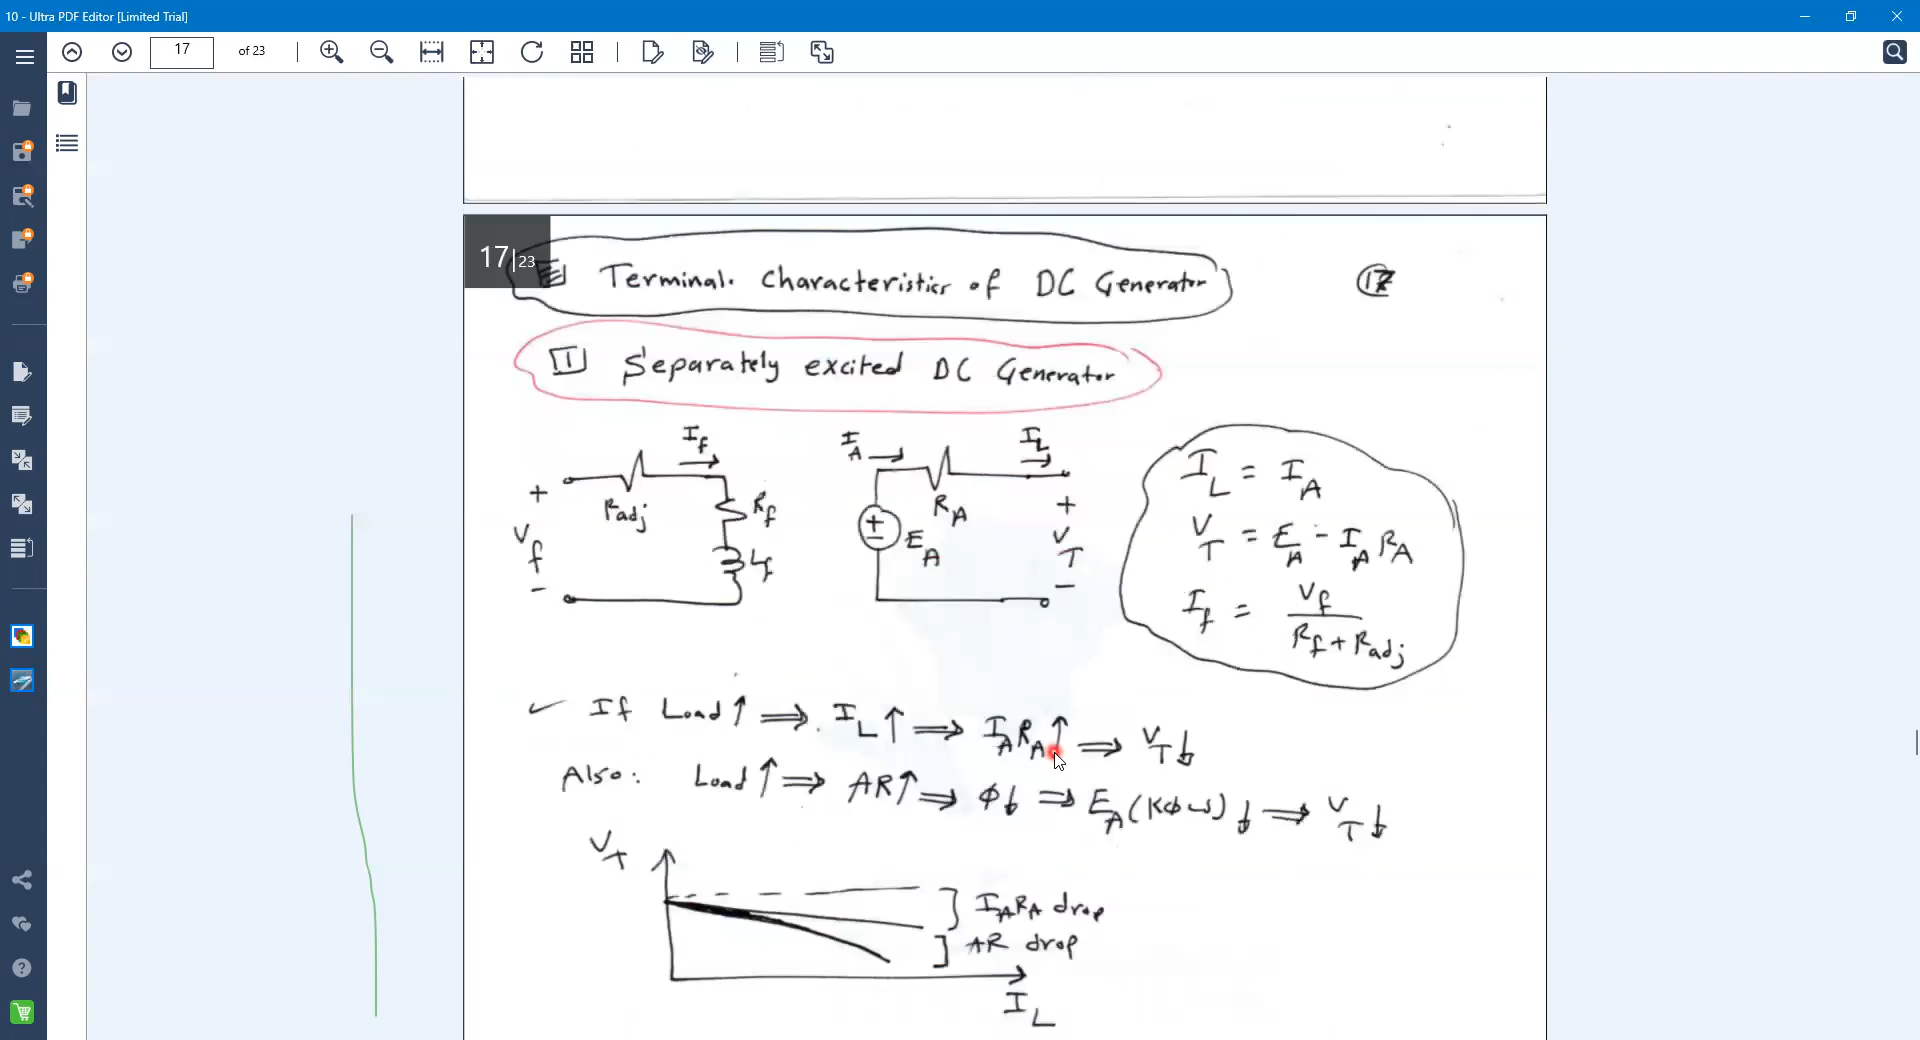 10 - Ultra PDF Editor [Limited Trial]
17 of 23
17|23
Terminal Characteristics of DC Generator
17
1 Separately excited DC Generator
+ Vf - Radj If Rf Lf
IA RA IL + EA + VT -
IL = IA
VT = EA - IA RA
If = Vf / Rf + Radj
✓ If Load ↑ ⇒ IL ↑ ⇒ IA RA ↑ ⇒ VT ↓
Also: Load ↑ ⇒ AR ↑ ⇒ Φ ↓ ⇒ EA (KΦω) ↓ ⇒ VT ↓
VT
IARA drop
AR drop
IL